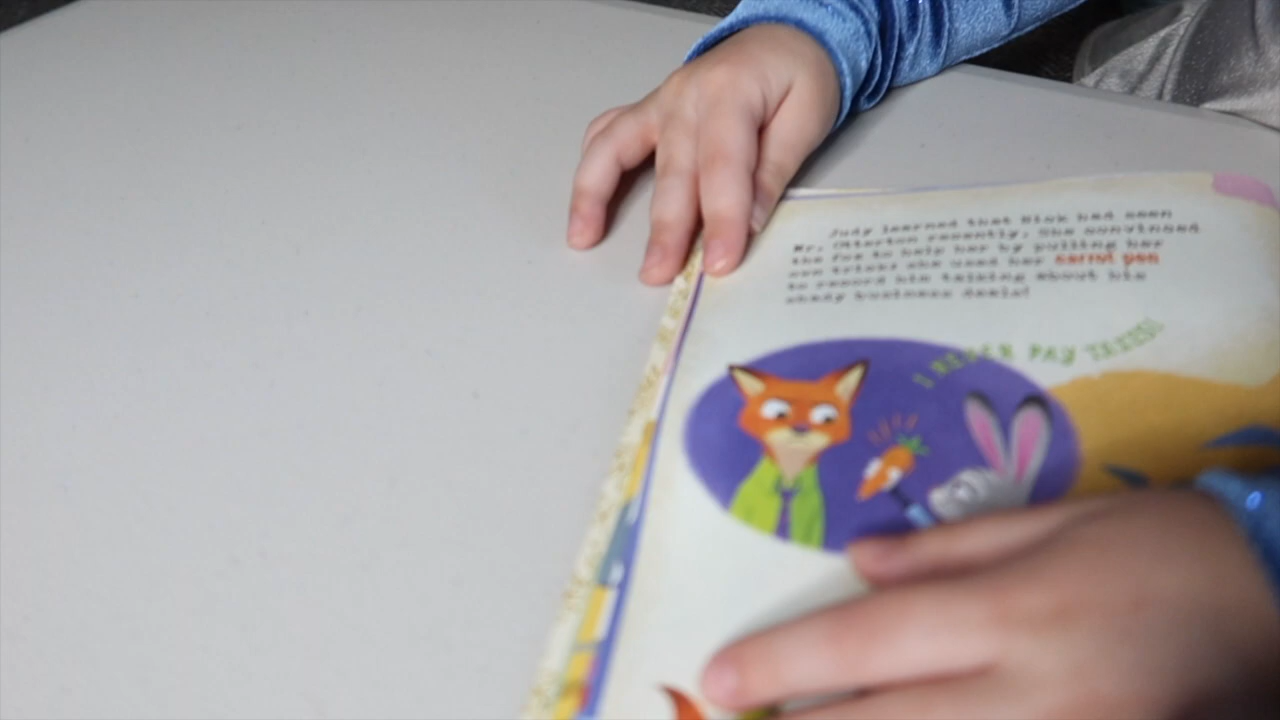 Judy learned that Nick had seen
Mr. Otterton recently. She convinced
the fox to help her by pulling her
own trick: she used her carrot pen
to record him talking about his
shady business deals!
I NEVER PAY TAXES!